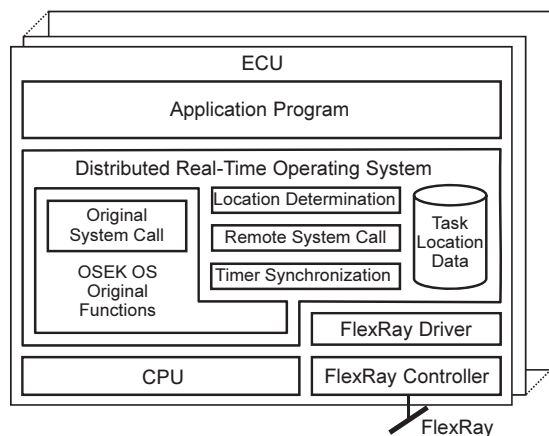 ECU
Application Program
Distributed Real-Time Operating System
Original
System Call
OSEK OS
Original
Functions
Location Determination
Remote System Call
Timer Synchronization
Task
Location
Data
FlexRay Driver
CPU
FlexRay Controller
FlexRay